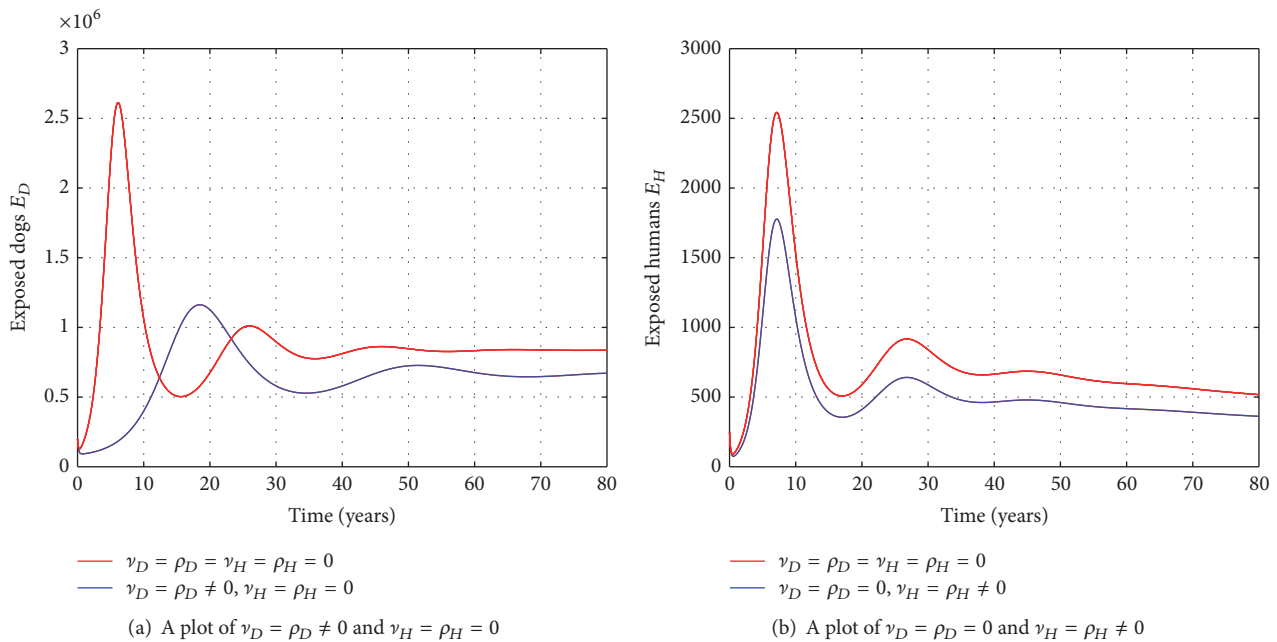 ×10⁶
3
2.5
2
1.5
1
0.5
0
0 10 20 30 40 50 60 70 80
Exposed dogs E_D
Time (years)
ν_D = ρ_D = ν_H = ρ_H = 0
ν_D = ρ_D ≠ 0, ν_H = ρ_H = 0
(a) A plot of ν_D = ρ_D ≠ 0 and ν_H = ρ_H = 0
3000
2500
2000
1500
1000
500
0
0 10 20 30 40 50 60 70 80
Exposed humans E_H
Time (years)
ν_D = ρ_D = ν_H = ρ_H = 0
ν_D = ρ_D = 0, ν_H = ρ_H ≠ 0
(b) A plot of ν_D = ρ_D = 0 and ν_H = ρ_H ≠ 0